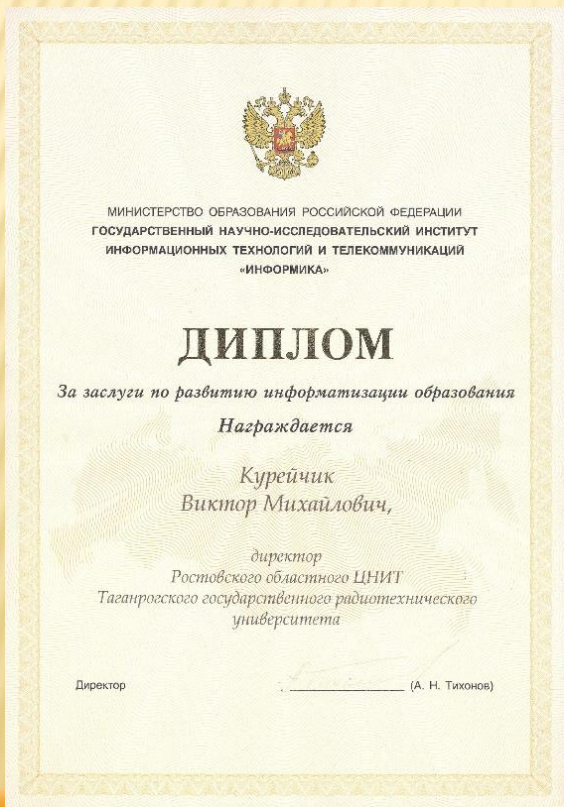 МИНИСТЕРСТВО ОБРАЗОВАНИЯ РОССИЙСКОЙ ФЕДЕРАЦИИ
ГОСУДАРСТВЕННЫЙ НАУЧНО-ИССЛЕДОВАТЕЛЬСКИЙ ИНСТИТУТ
ИНФОРМАЦИОННЫХ ТЕХНОЛОГИЙ И ТЕЛЕКОММУНИКАЦИЙ
«ИНФОРМИКА»
ДИПЛОМ
За заслуги по развитию информатизации образования
Награждается
Курейчик
Виктор Михайлович,
директор
Ростовского областного ЦНИТ
Таганрогского государственного радиотехнического
университета
Директор (А. Н. Тихонов)